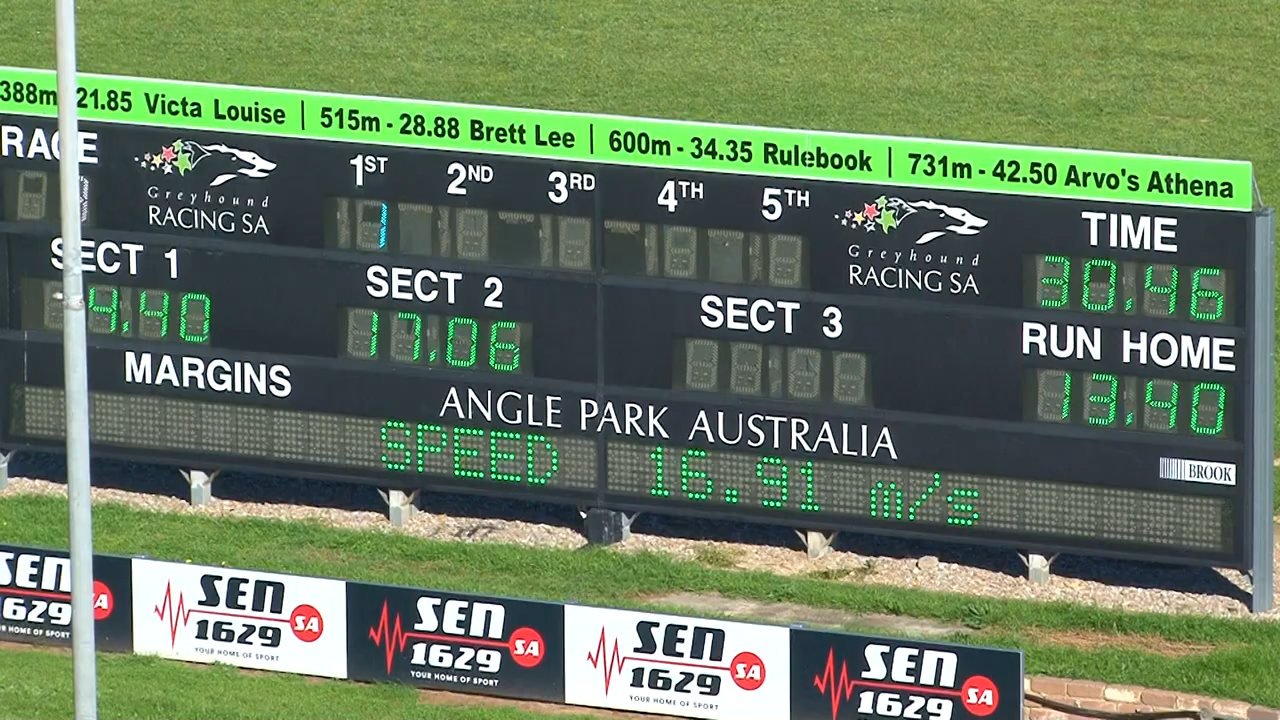 388m 21.85 Victa Louise | 515m - 28.88 Brett Lee | 600m - 34.35 Rulebook | 731m - 42.50 Arvo's Athena
RACE
Greyhound
RACING SA
1ST 2ND 3RD 4TH 5TH
1
Greyhound
RACING SA
TIME
30.46
SECT 1
4.40
SECT 2
17.06
SECT 3
RUN HOME
13.40
MARGINS
ANGLE PARK AUSTRALIA
SPEED 16.91 m/s
BROOK
SEN
1629
SA
YOUR HOME OF SPORT
SEN
1629
SA
YOUR HOME OF SPORT
SEN
1629
SA
YOUR HOME OF SPORT
SEN
1629
SA
YOUR HOME OF SPORT
SEN
1629
SA